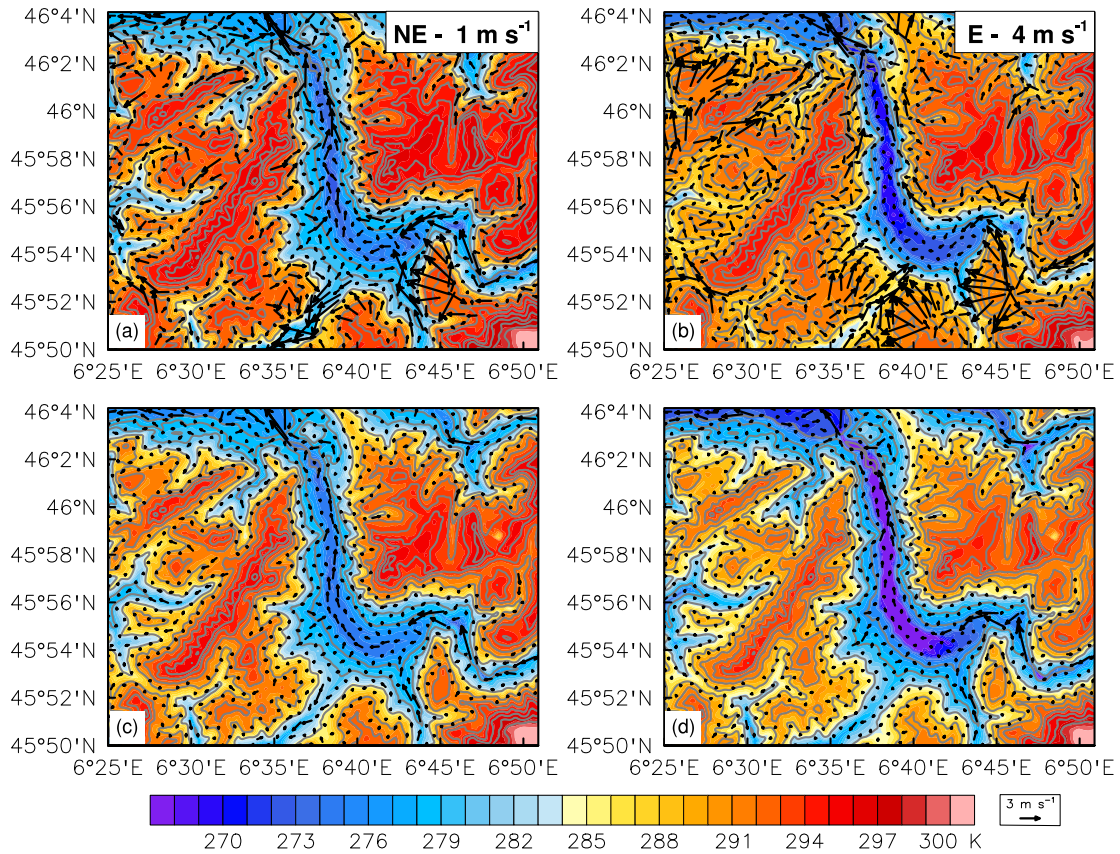 NE - 1 m s⁻¹
E - 4 m s⁻¹
46°4'N
46°2'N
46°N
45°58'N
45°56'N
45°54'N
45°52'N
45°50'N
(a)
6°25'E 6°30'E 6°35'E 6°40'E 6°45'E 6°50'E
46°4'N
46°2'N
46°N
45°58'N
45°56'N
45°54'N
45°52'N
45°50'N
(b)
6°25'E 6°30'E 6°35'E 6°40'E 6°45'E 6°50'E
46°4'N
46°2'N
46°N
45°58'N
45°56'N
45°54'N
45°52'N
45°50'N
(c)
6°25'E 6°30'E 6°35'E 6°40'E 6°45'E 6°50'E
46°4'N
46°2'N
46°N
45°58'N
45°56'N
45°54'N
45°52'N
45°50'N
(d)
6°25'E 6°30'E 6°35'E 6°40'E 6°45'E 6°50'E
270 273 276 279 282 285 288 291 294 297 300 K
3 m s⁻¹